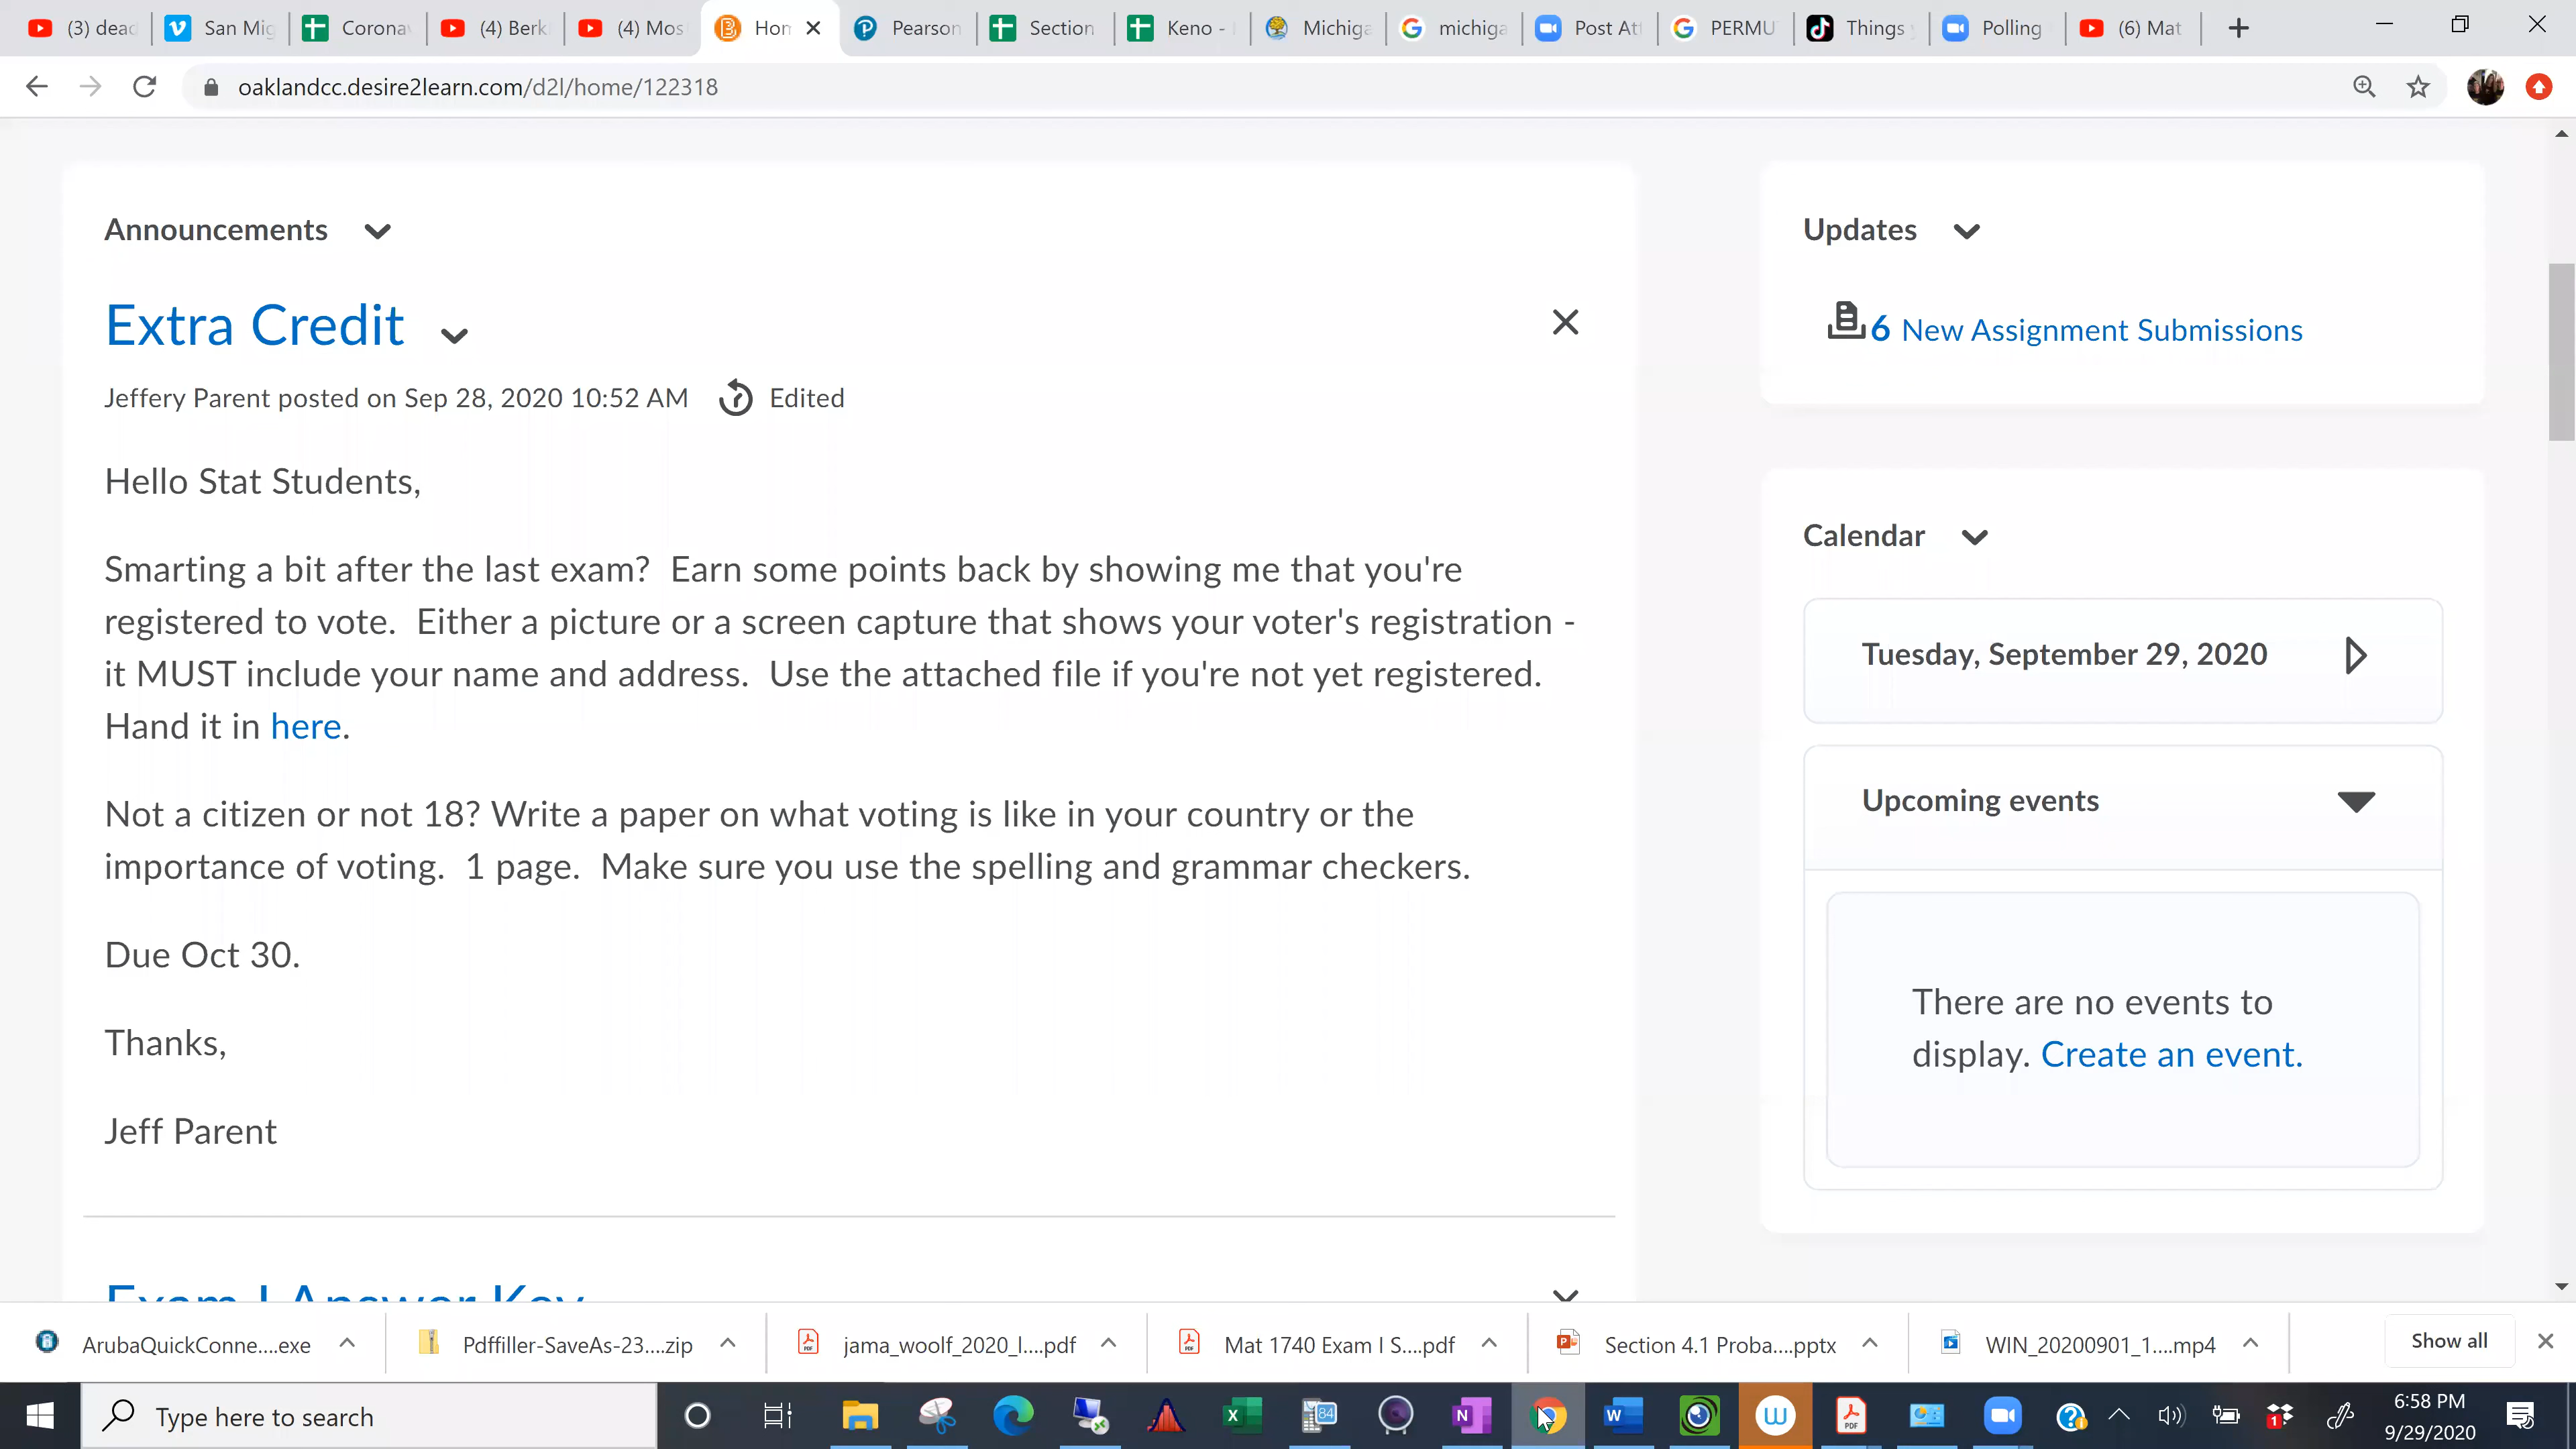 (3) dead
San Mig
Corona
(4) Berk
(4) Mos
Hom
Pearson
Section
Keno -
Michiga
michiga
Post Att
PERMU
Things
Polling
(6) Mat
oaklandcc.desire2learn.com/d2l/home/122318
Announcements
Extra Credit
Jeffery Parent posted on Sep 28, 2020 10:52 AM Edited
Hello Stat Students,
Smarting a bit after the last exam?  Earn some points back by showing me that you're
registered to vote.  Either a picture or a screen capture that shows your voter's registration -
it MUST include your name and address.  Use the attached file if you're not yet registered.
Hand it in here.
Not a citizen or not 18? Write a paper on what voting is like in your country or the
importance of voting.  1 page.  Make sure you use the spelling and grammar checkers.
Due Oct 30.
Thanks,
Jeff Parent
Exam I Answer Key
Updates
6 New Assignment Submissions
Calendar
Tuesday, September 29, 2020
Upcoming events
There are no events to
display. Create an event.
ArubaQuickConne....exe
Pdffiller-SaveAs-23....zip
jama_woolf_2020_l....pdf
Mat 1740 Exam I S....pdf
Section 4.1 Proba....pptx
WIN_20200901_1....mp4
Show all
Type here to search
6:58 PM
9/29/2020